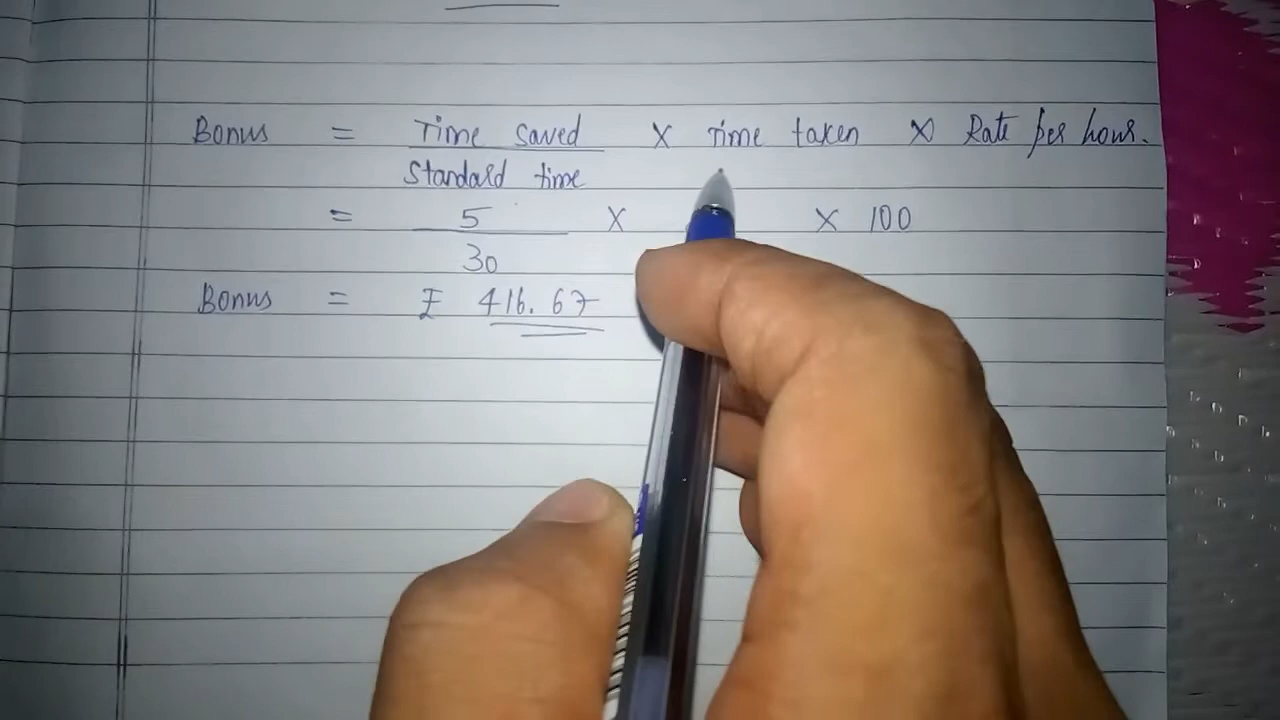 Bonus = Time saved / Standard time × Time taken × Rate per hour.
= 5 / 30 × × 100
Bonus = ₹ 416.67